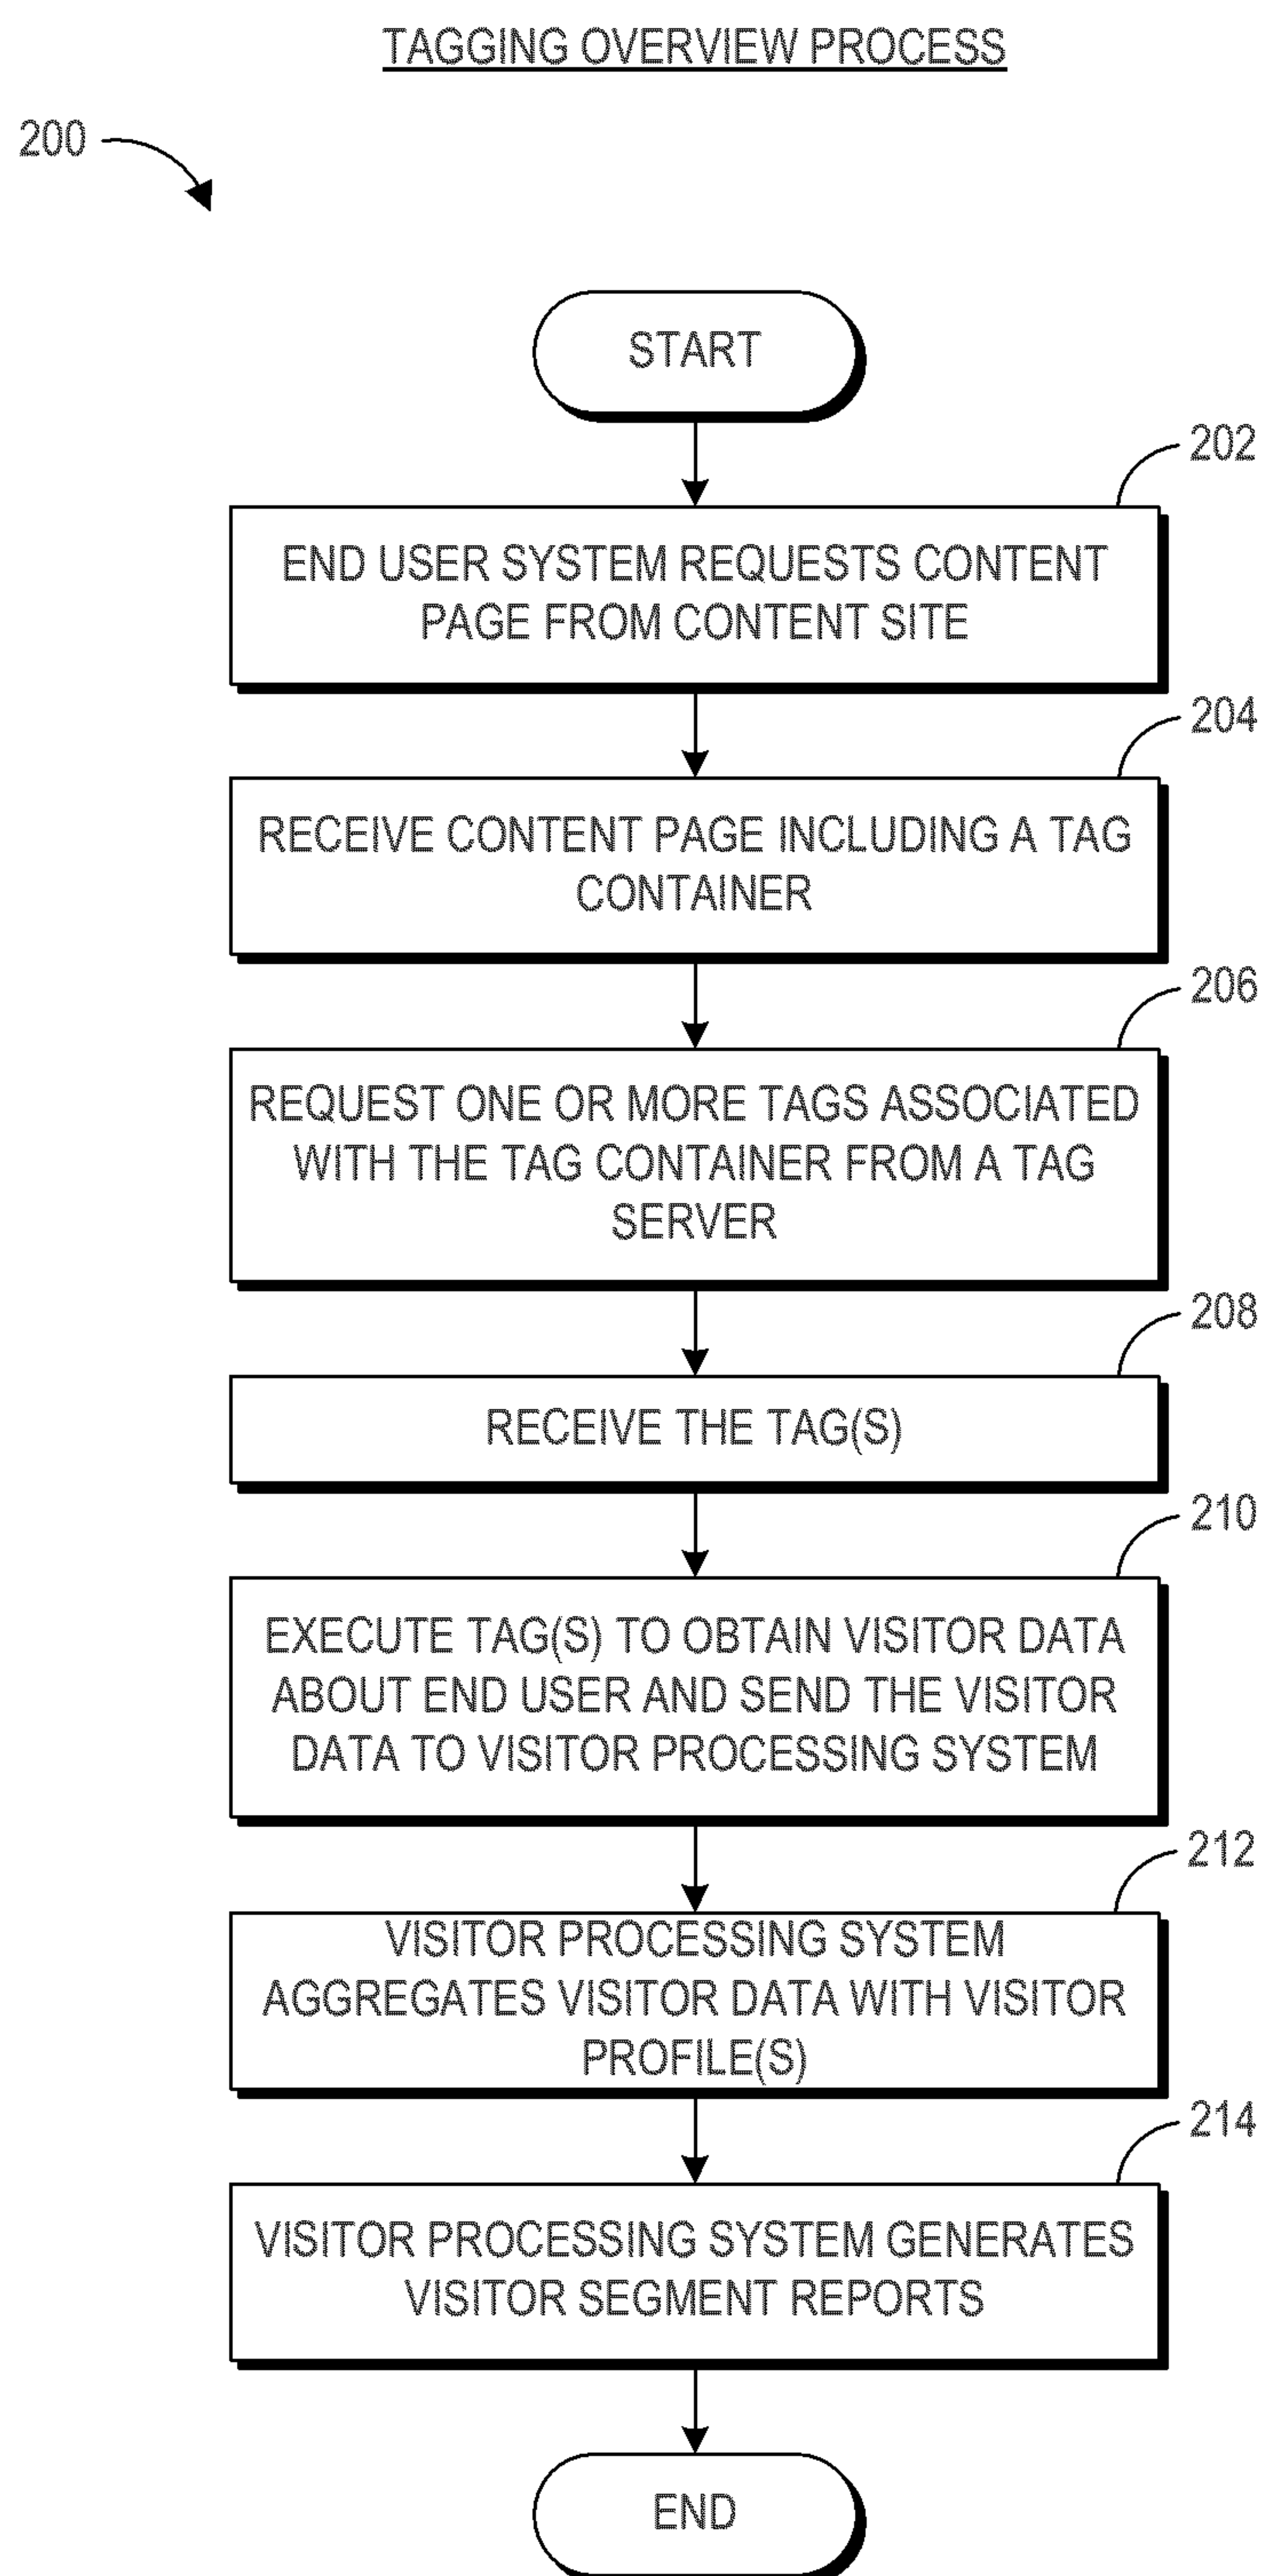 TAGGING OVERVIEW PROCESS
200
START
202
END USER SYSTEM REQUESTS CONTENT
PAGE FROM CONTENT SITE
204
RECEIVE CONTENT PAGE INCLUDING A TAG
CONTAINER
206
REQUEST ONE OR MORE TAGS ASSOCIATED
WITH THE TAG CONTAINER FROM A TAG
SERVER
208
RECEIVE THE TAG(S)
210
EXECUTE TAG(S) TO OBTAIN VISITOR DATA
ABOUT END USER AND SEND THE VISITOR
DATA TO VISITOR PROCESSING SYSTEM
212
VISITOR PROCESSING SYSTEM
AGGREGATES VISITOR DATA WITH VISITOR
PROFILE(S)
214
VISITOR PROCESSING SYSTEM GENERATES
VISITOR SEGMENT REPORTS
END